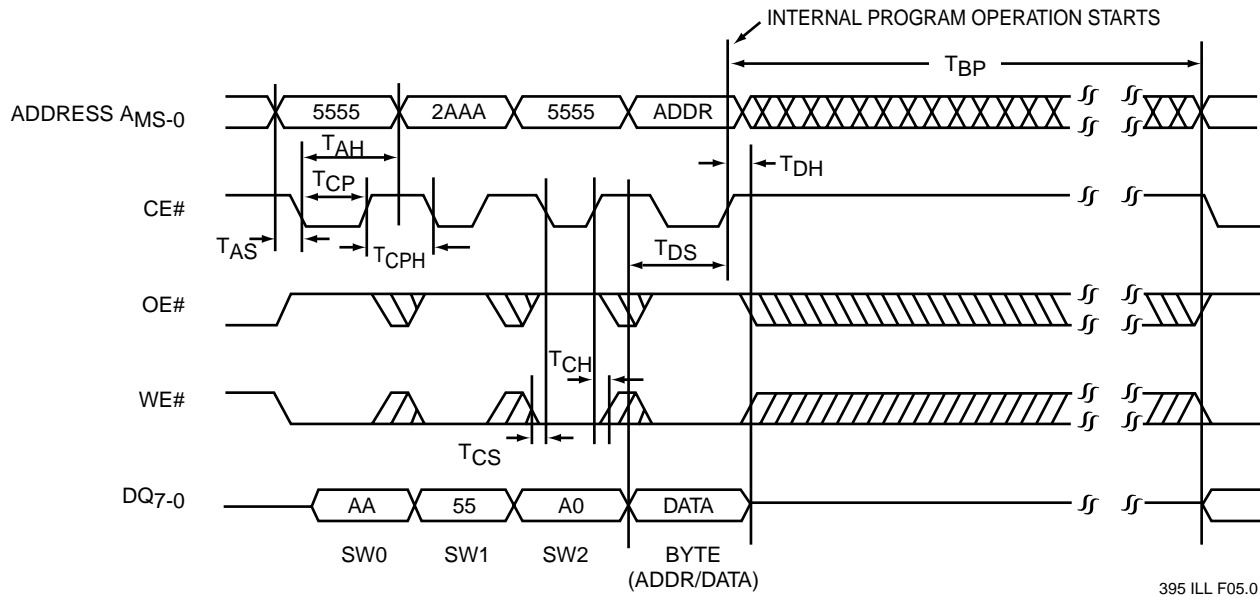 INTERNAL PROGRAM OPERATION STARTS
TBP
ADDRESS AMS-0
5555
2AAA
5555
ADDR
TAH
TDH
TCP
CE#
TAS
TCPH
TDS
OE#
TCH
WE#
TCS
DQ7-0
AA
55
A0
DATA
SW0
SW1
SW2
BYTE
(ADDR/DATA)
395 ILL F05.0